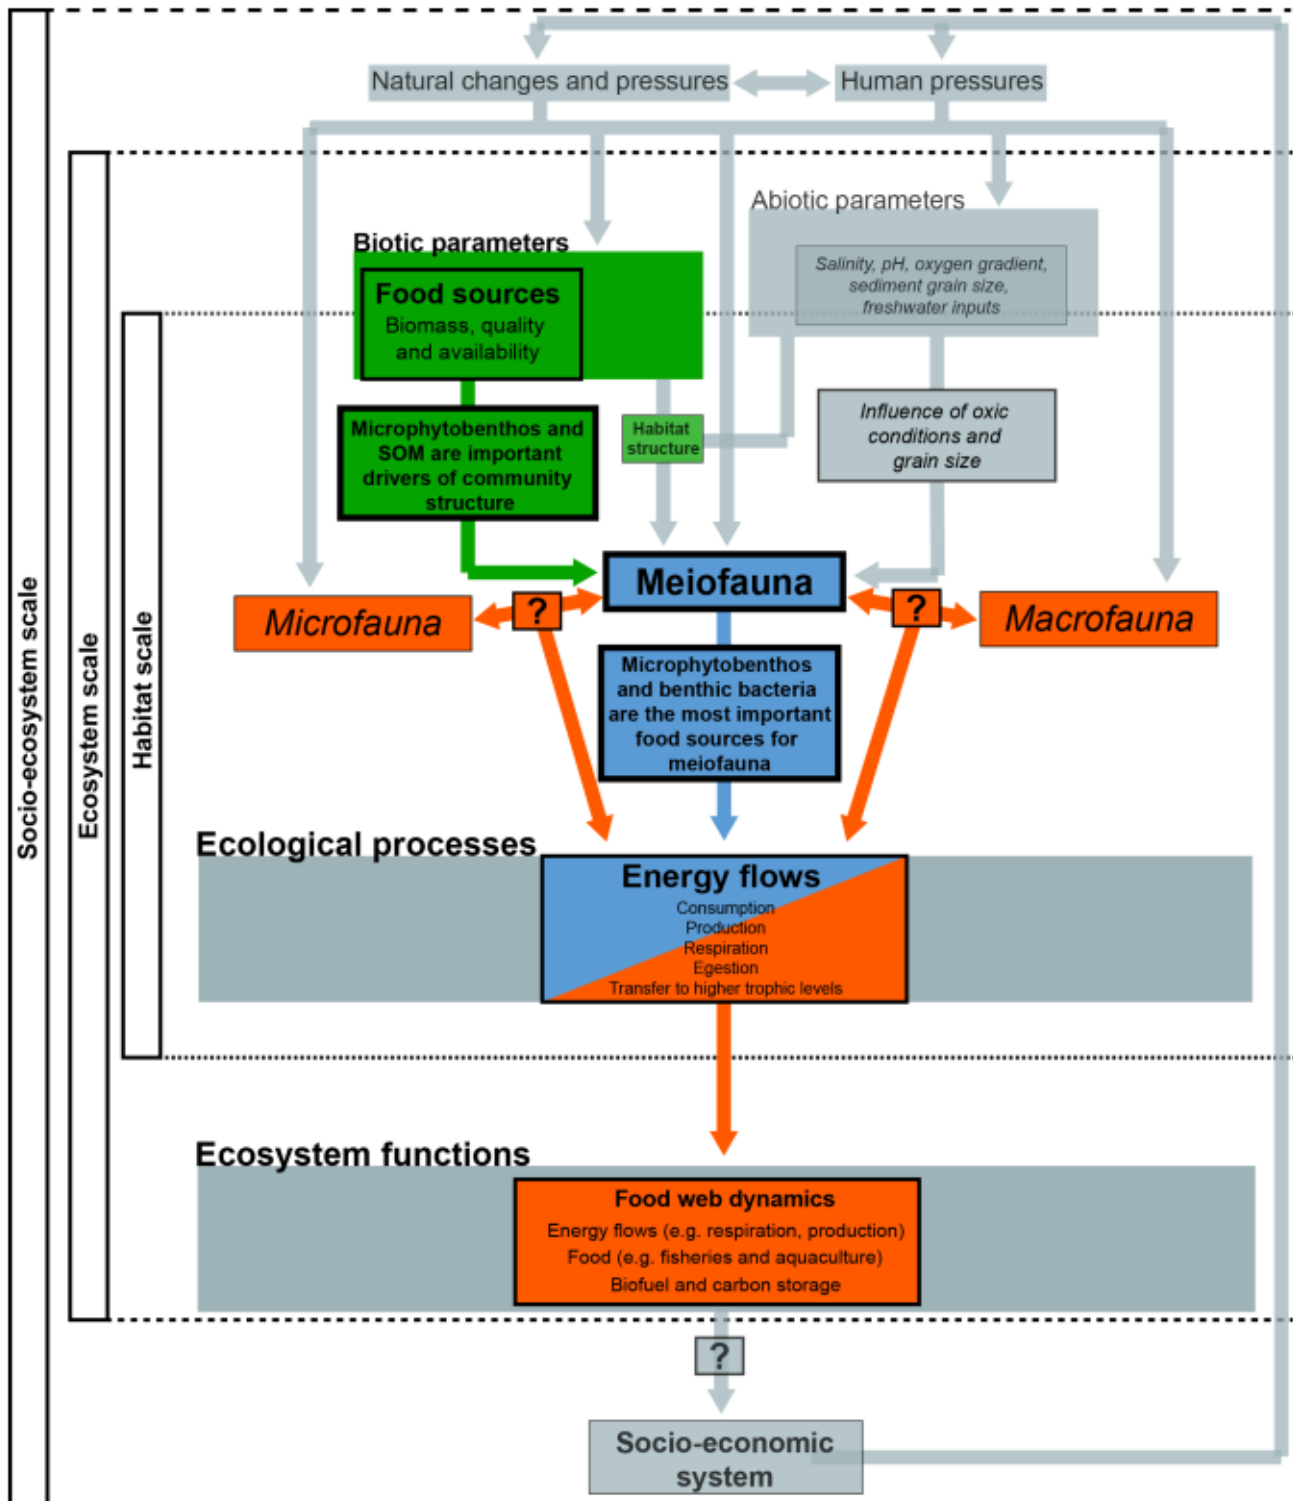 Natural changes and pressures
Human pressures
Abiotic parameters
Salinity, pH, oxygen gradient,
sediment grain size,
freshwater inputs
Biotic parameters
Food sources
Biomass, quality
and availability
Microphytobenthos and
SOM are important
drivers of community
structure
Habitat
structure
Influence of oxic
conditions and
grain size
Meiofauna
Microfauna
?
?
Macrofauna
Microphytobenthos
and benthic bacteria
are the most important
food sources for
meiofauna
Ecological processes
Energy flows
Consumption
Production
Respiration
Egestion
Transfer to higher trophic levels
Ecosystem functions
Food web dynamics
Energy flows (e.g. respiration, production)
Food (e.g. fisheries and aquaculture)
Biofuel and carbon storage
?
Socio-economic
system
Socio-ecosystem scale
Ecosystem scale
Habitat scale